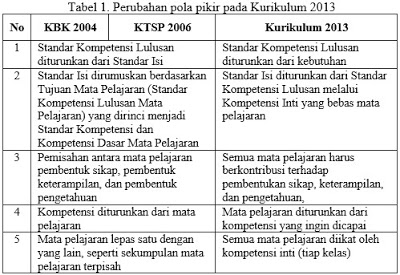 Tabel 1. Perubahan pola pikir pada Kurikulum 2013
No KBK 2004 KTSP 2006 Kurikulum 2013
1 Standar Kompetensi Lulusan Standar Kompetensi Lulusan
diturunkan dari Standar Isi diturunkan dari kebutuhan
2 Standar Isi dirumuskan berdasarkan Standar Isi diturunkan dari Standar
Tujuan Mata Pelajaran (Standar Kompetensi Lulusan melalui
Kompetensi Lulusan Mata Kompetensi Inti yang bebas mata
Pelajaran) yang dirinci menjadi pelajaran
Standar Kompetensi dan
Kompetensi Dasar Mata Pelajaran
3 Pemisahan antara mata pelajaran Semua mata pelajaran harus
pembentuk sikap, pembentuk berkontribusi terhadap
keterampilan, dan pembentuk pembentukan sikap, keterampilan,
pengetahuan dan pengetahuan,
4 Kompetensi diturunkan dari mata Mata pelajaran diturunkan dari
pelajaran kompetensi yang ingin dicapai
5 Mata pelajaran lepas satu dengan Semua mata pelajaran diikat oleh
yang lain, seperti sekumpulan mata kompetensi inti (tiap kelas)
pelajaran terpisah